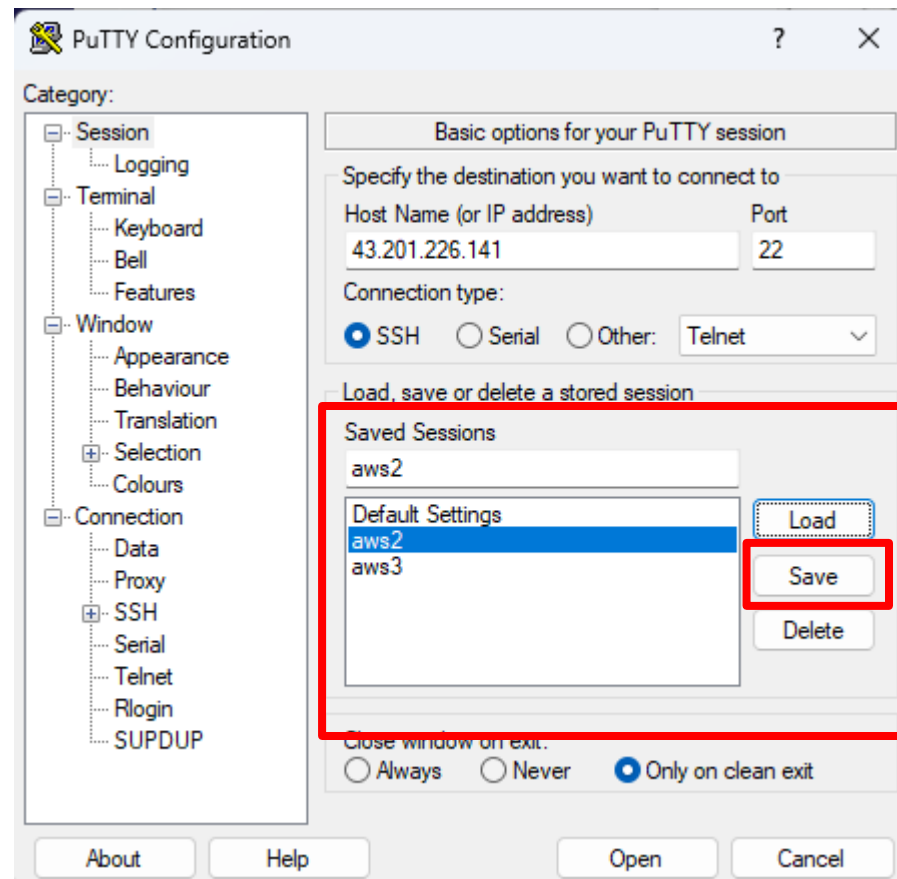 PuTTY Configuration
? ×
Category:
Session
Logging
Terminal
Keyboard
Bell
Features
Window
Appearance
Behaviour
Translation
Selection
Colours
Connection
Data
Proxy
SSH
Serial
Telnet
Rlogin
SUPDUP
Basic options for your PuTTY session
Specify the destination you want to connect to
Host Name (or IP address) Port
43.201.226.141 22
Connection type:
SSH Serial Other: Telnet
Load, save or delete a stored session
Saved Sessions
aws2
Default Settings
aws2
aws3
Load
Save
Delete
Close window on exit:
Always Never Only on clean exit
About Help Open Cancel